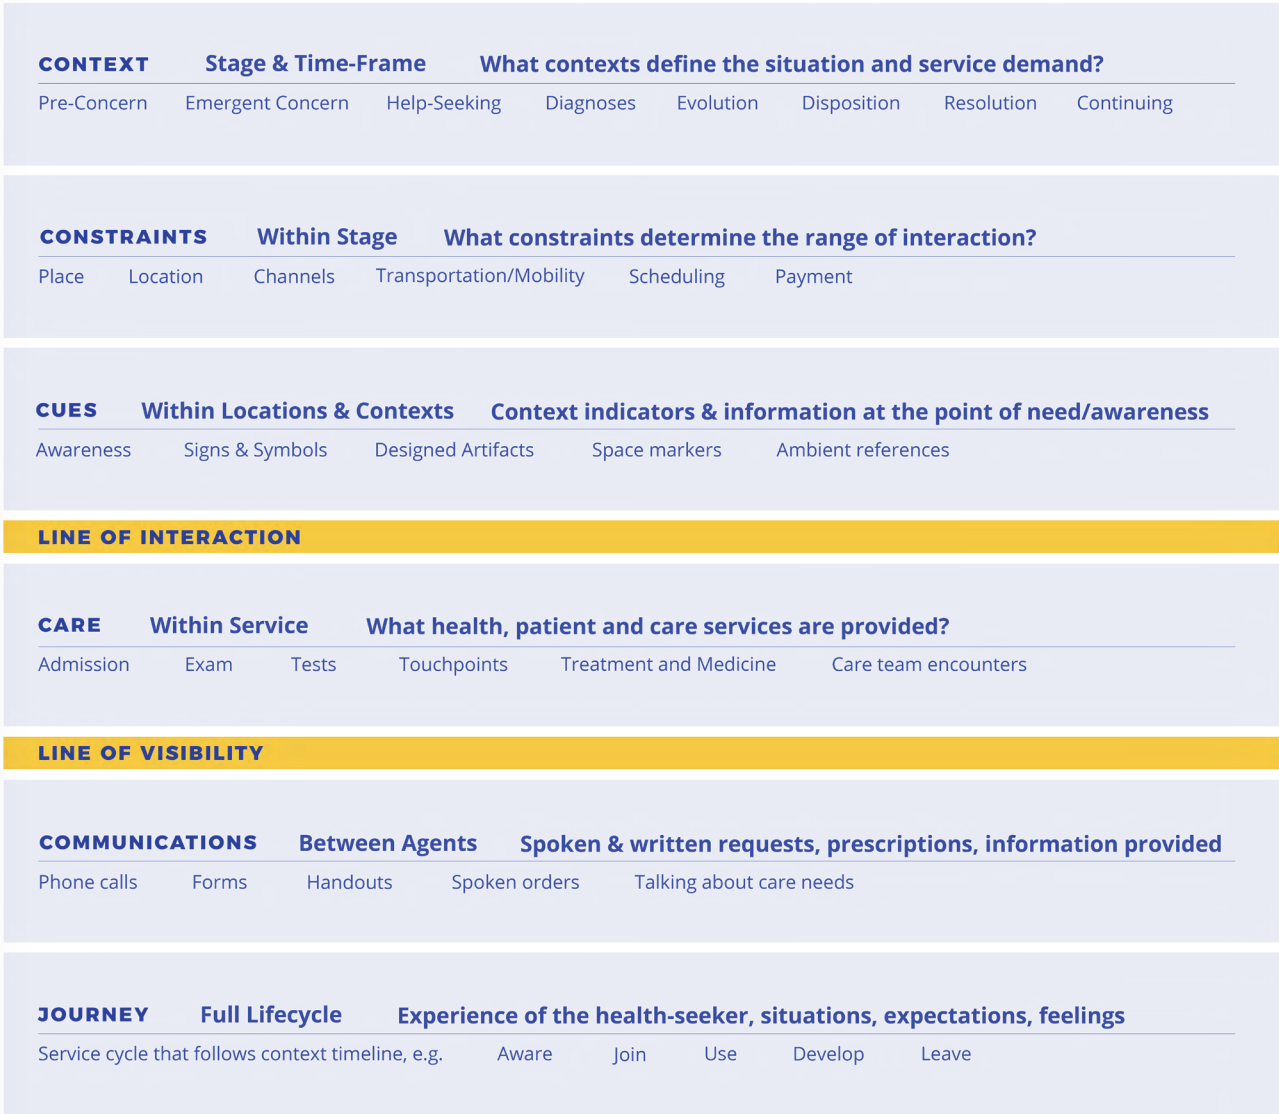 CONTEXT Stage & Time-Frame What contexts define the situation and service demand?
Pre-Concern Emergent Concern Help-Seeking Diagnoses Evolution Disposition Resolution Continuing
CONSTRAINTS Within Stage What constraints determine the range of interaction?
Place Location Channels Transportation/Mobility Scheduling Payment
CUES Within Locations & Contexts Context indicators & information at the point of need/awareness
Awareness Signs & Symbols Designed Artifacts Space markers Ambient references
LINE OF INTERACTION
CARE Within Service What health, patient and care services are provided?
Admission Exam Tests Touchpoints Treatment and Medicine Care team encounters
LINE OF VISIBILITY
COMMUNICATIONS Between Agents Spoken & written requests, prescriptions, information provided
Phone calls Forms Handouts Spoken orders Talking about care needs
JOURNEY Full Lifecycle Experience of the health-seeker, situations, expectations, feelings
Service cycle that follows context timeline, e.g. Aware Join Use Develop Leave